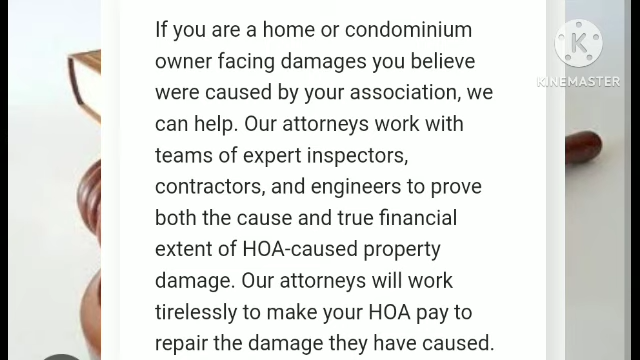 If you are a home or condominium
owner facing damages you believe
were caused by your association, we
can help. Our attorneys work with
teams of expert inspectors,
contractors, and engineers to prove
both the cause and true financial
extent of HOA-caused property
damage. Our attorneys will work
tirelessly to make your HOA pay to
repair the damage they have caused.
K
KINEMASTER